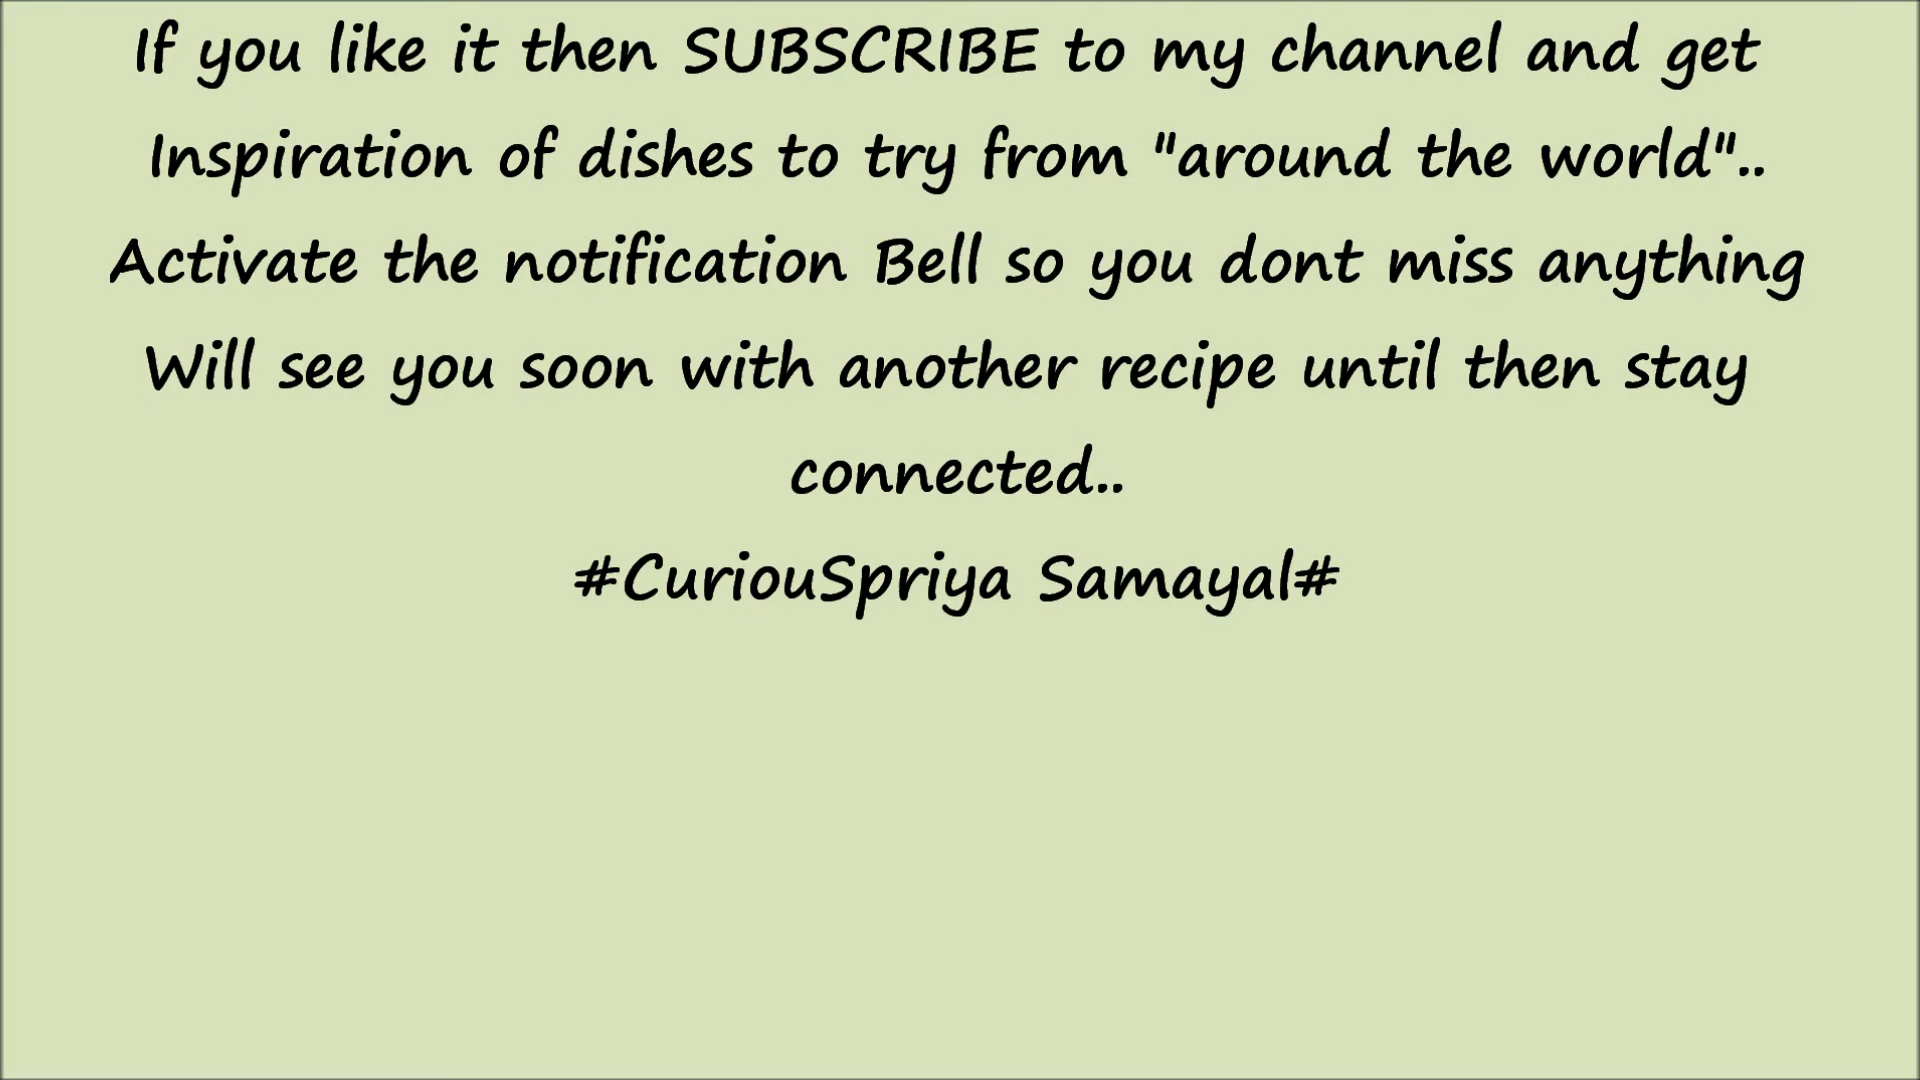 If you like it then SUBSCRIBE to my channel and get
Inspiration of dishes to try from "around the world"..
Activate the notification Bell so you dont miss anything
Will see you soon with another recipe until then stay
connected..
#CuriouSpriya Samayal#